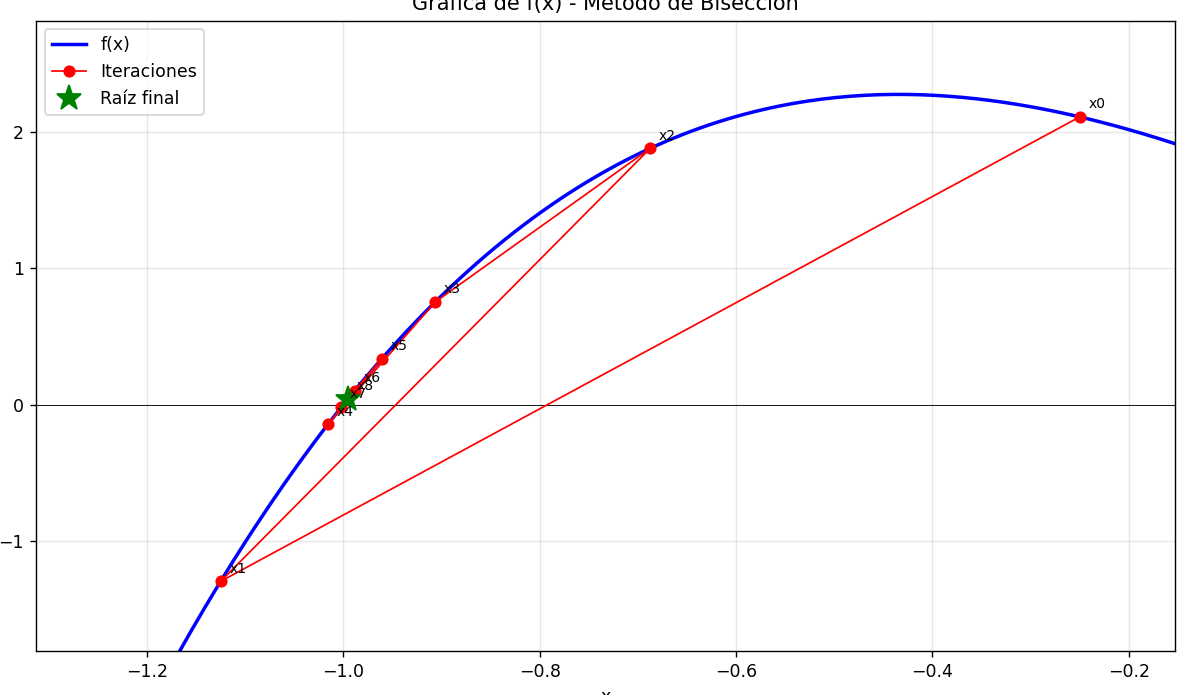 Gráfica de f(x) - Método de Bisección
f(x)
Iteraciones
Raíz final
x0
x2
x3
x5
x6
x8
x7
x4
x1
2
1
0
−1
−1.2
−1.0
−0.8
−0.6
−0.4
−0.2
x